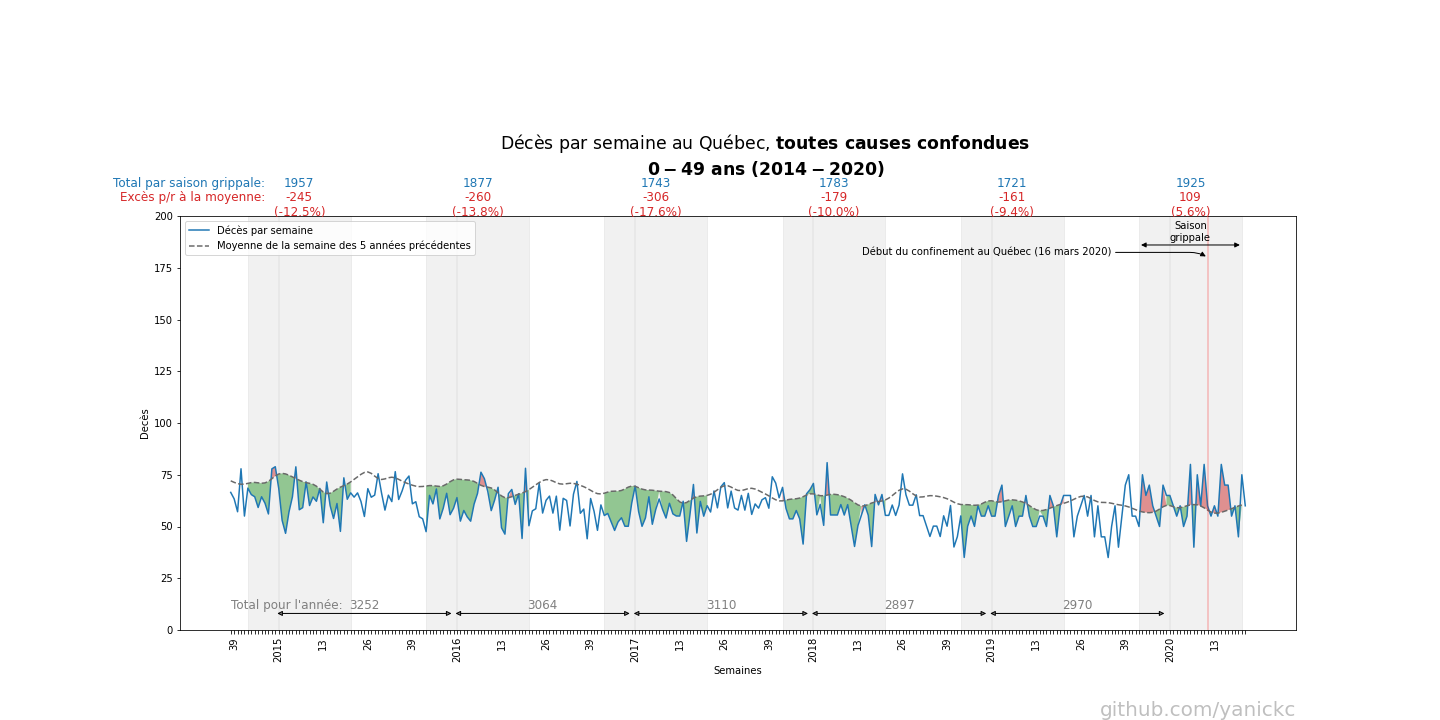 Décès par semaine au Québec, toutes causes confondues
0 – 49 ans (2014 – 2020)
Total par saison grippale: 1957 1877 1743 1783 1721 1925
Excès p/r à la moyenne: -245 -260 -306 -179 -161 109
(-12.5%) (-13.8%) (-17.6%) (-10.0%) (-9.4%) (5.6%)
Décès par semaine
Moyenne de la semaine des 5 années précédentes
Saison
grippale
Début du confinement au Québec (16 mars 2020)
200
175
150
125
100
75
50
25
0
Decès
Total pour l'année: 3252 3064 3110 2897 2970
39 2015 13 26 39 2016 13 26 39 2017 13 26 39 2018 13 26 39 2019 13 26 39 2020 13
Semaines
github.com/yanickc